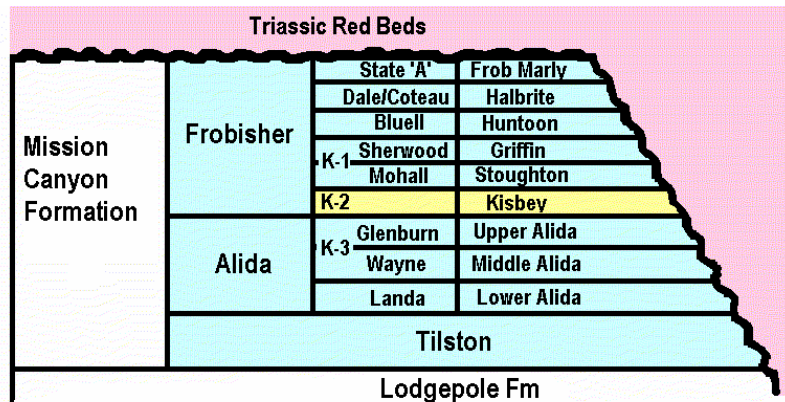 Triassic Red Beds
Mission
Canyon
Formation
Frobisher
State 'A'
Frob Marly
Dale/Coteau
Halbrite
Bluell
Huntoon
K-1
Sherwood
Griffin
Mohall
Stoughton
K-2
Kisbey
Alida
K-3
Glenburn
Upper Alida
Wayne
Middle Alida
Landa
Lower Alida
Tilston
Lodgepole Fm